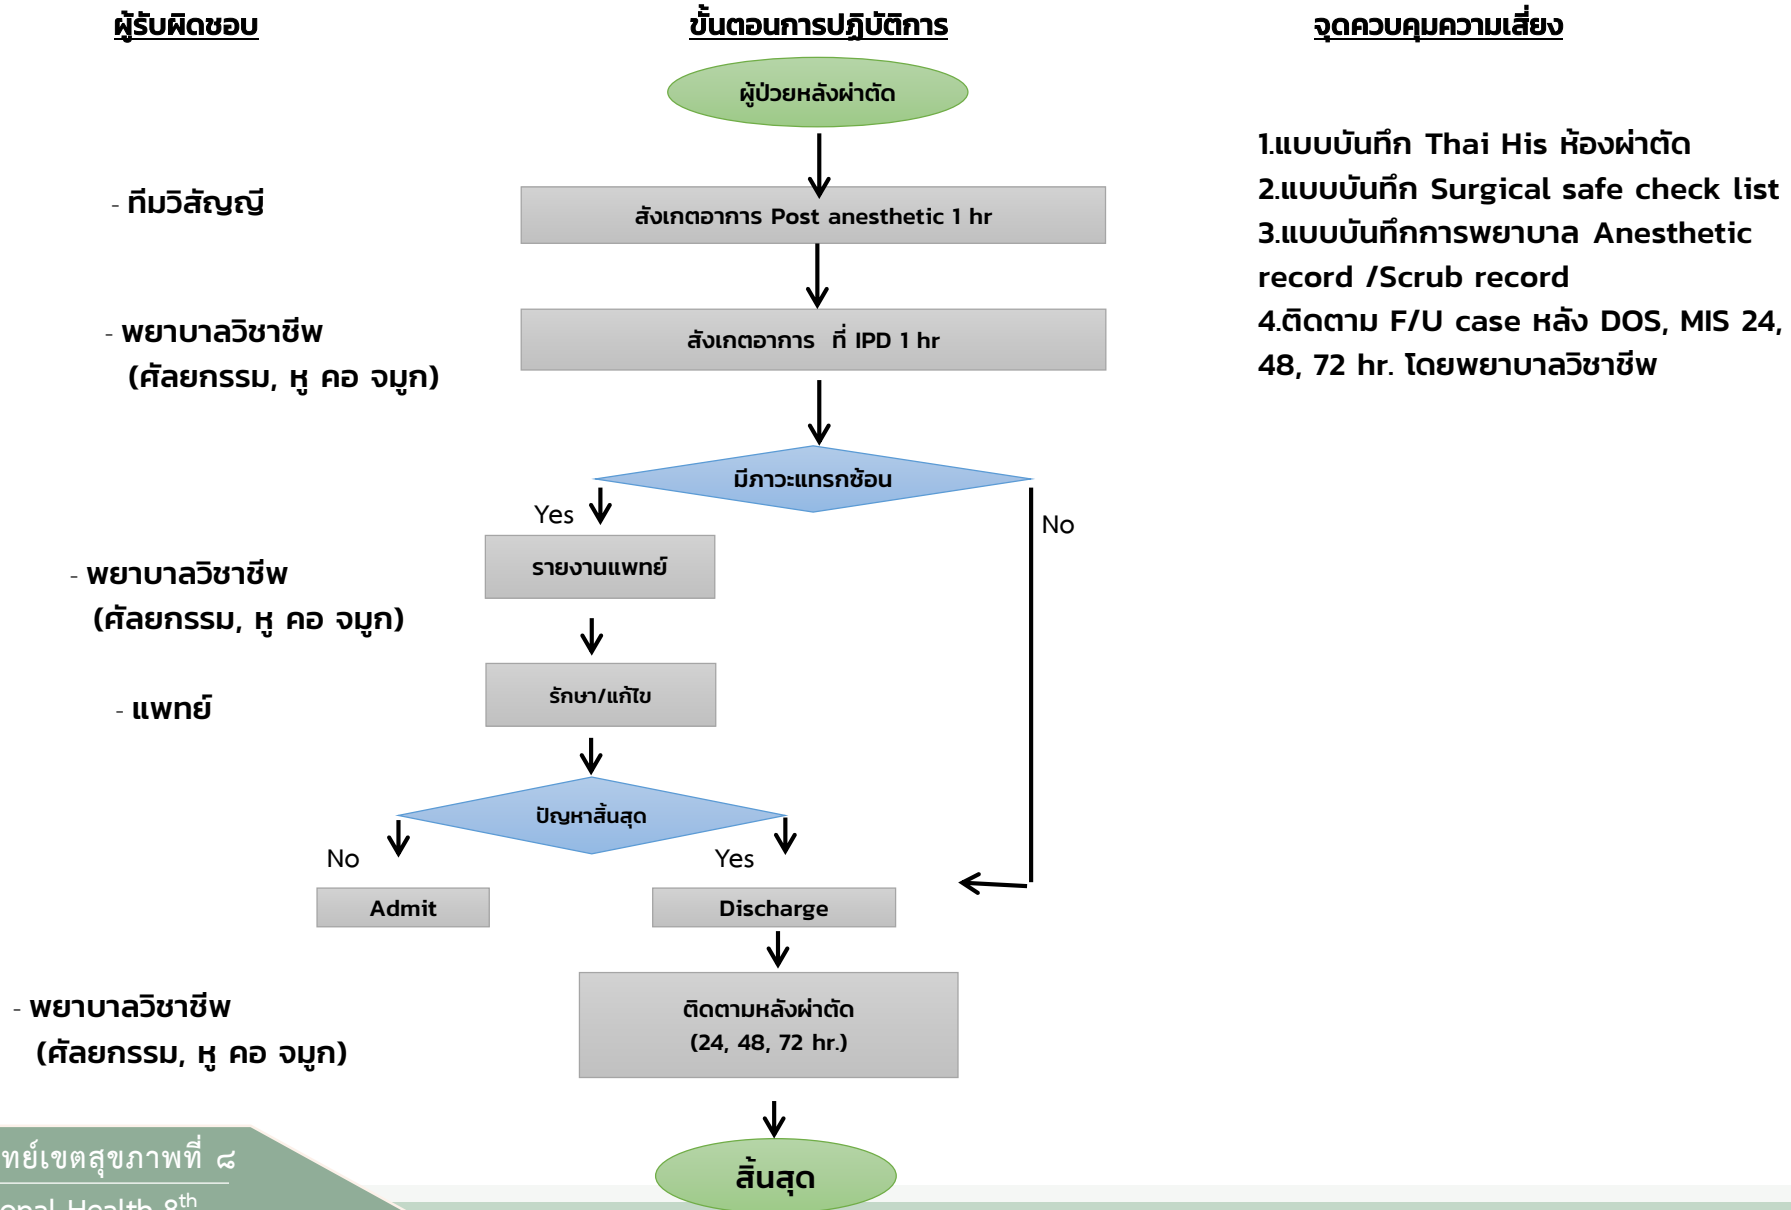 ผู้รับผิดชอบ
ขั้นตอนการปฏิบัติการ
จุดควบคุมความเสี่ยง
ผู้ป่วยหลังผ่าตัด
- ทีมวิสัญญี
สังเกตอาการ Post anesthetic 1 hr
1.แบบบันทึก Thai His ห้องผ่าตัด
2.แบบบันทึก Surgical safe check list
3.แบบบันทึกการพยาบาล Anesthetic
record /Scrub record
4.ติดตาม F/U case หลัง DOS, MIS 24,
48, 72 hr. โดยพยาบาลวิชาชีพ
- พยาบาลวิชาชีพ
(ศัลยกรรม, หู คอ จมูก)
สังเกตอาการ ที่ IPD 1 hr
มีภาวะแทรกซ้อน
Yes
No
- พยาบาลวิชาชีพ
(ศัลยกรรม, หู คอ จมูก)
รายงานแพทย์
- แพทย์
รักษา/แก้ไข
ปัญหาสิ้นสุด
No
Yes
Admit
Discharge
- พยาบาลวิชาชีพ
(ศัลยกรรม, หู คอ จมูก)
ติดตามหลังผ่าตัด
(24, 48, 72 hr.)
สิ้นสุด
ทย์เขตสุขภาพที่ ๘
onal Health 8th